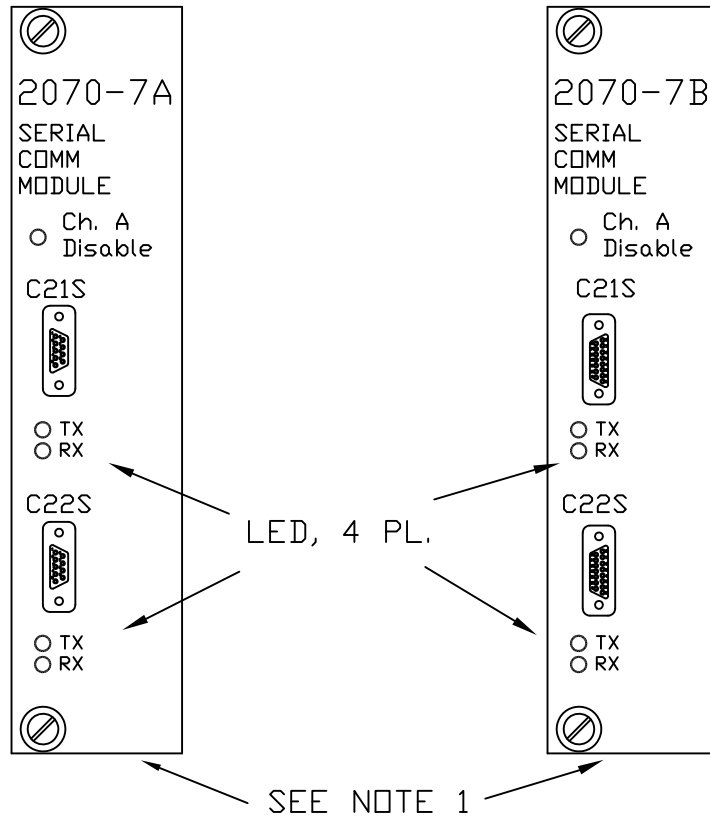 2070-7A
SERIAL
COMM
MODULE
Ch. A
Disable
C21S
TX
RX
C22S
TX
RX
LED, 4 PL.
2070-7B
SERIAL
COMM
MODULE
Ch. A
Disable
C21S
TX
RX
C22S
TX
RX
SEE NOTE 1